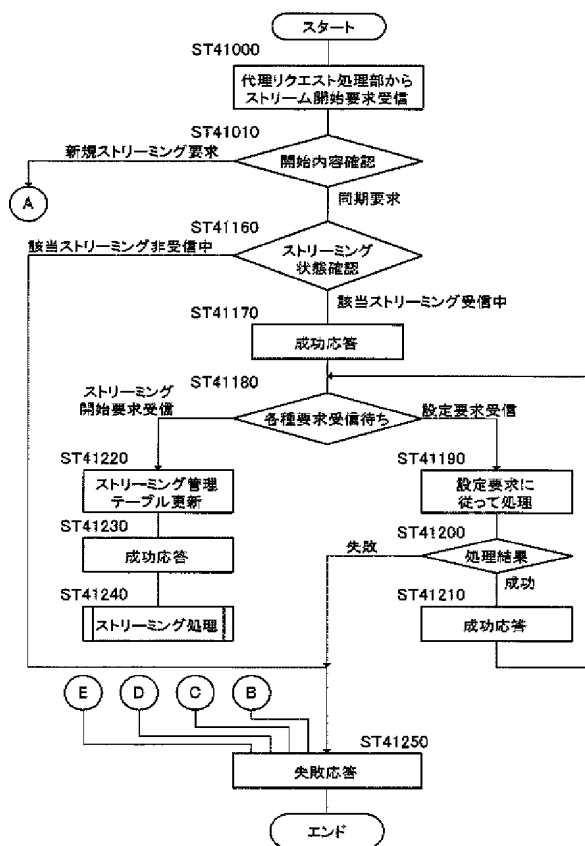 スタート
ST41000
代理リクエスト処理部から
ストリーム開始要求受信
ST41010
新規ストリーミング要求
開始内容確認
A
同期要求
ST41160
該当ストリーミング非受信中
ストリーミング
状態確認
該当ストリーミング受信中
ST41170
成功応答
ST41180
ストリーミング
開始要求受信
各種要求受信待ち
設定要求受信
ST41220
ストリーミング管理
テーブル更新
ST41190
設定要求に
従って処理
ST41230
成功応答
ST41200
失敗
処理結果
成功
ST41240
ストリーミング処理
ST41210
成功応答
E
D
C
B
ST41250
失敗応答
エンド